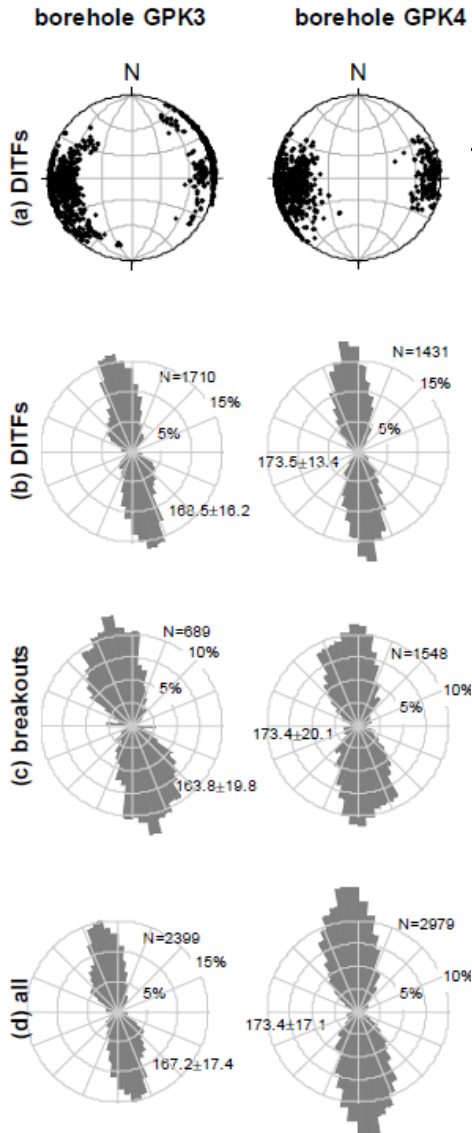 borehole GPK3 borehole GPK4
(a) DITFs
N N
(b) DITFs
N=1710 N=1431
15% 15%
5% 5%
168.5±16.2 173.5±13.4
(c) breakouts
N=689 N=1548
10% 10%
5% 5%
163.8±19.8 173.4±20.1
(d) all
N=2399 N=2979
15% 10%
5% 5%
167.2±17.4 173.4±17.1